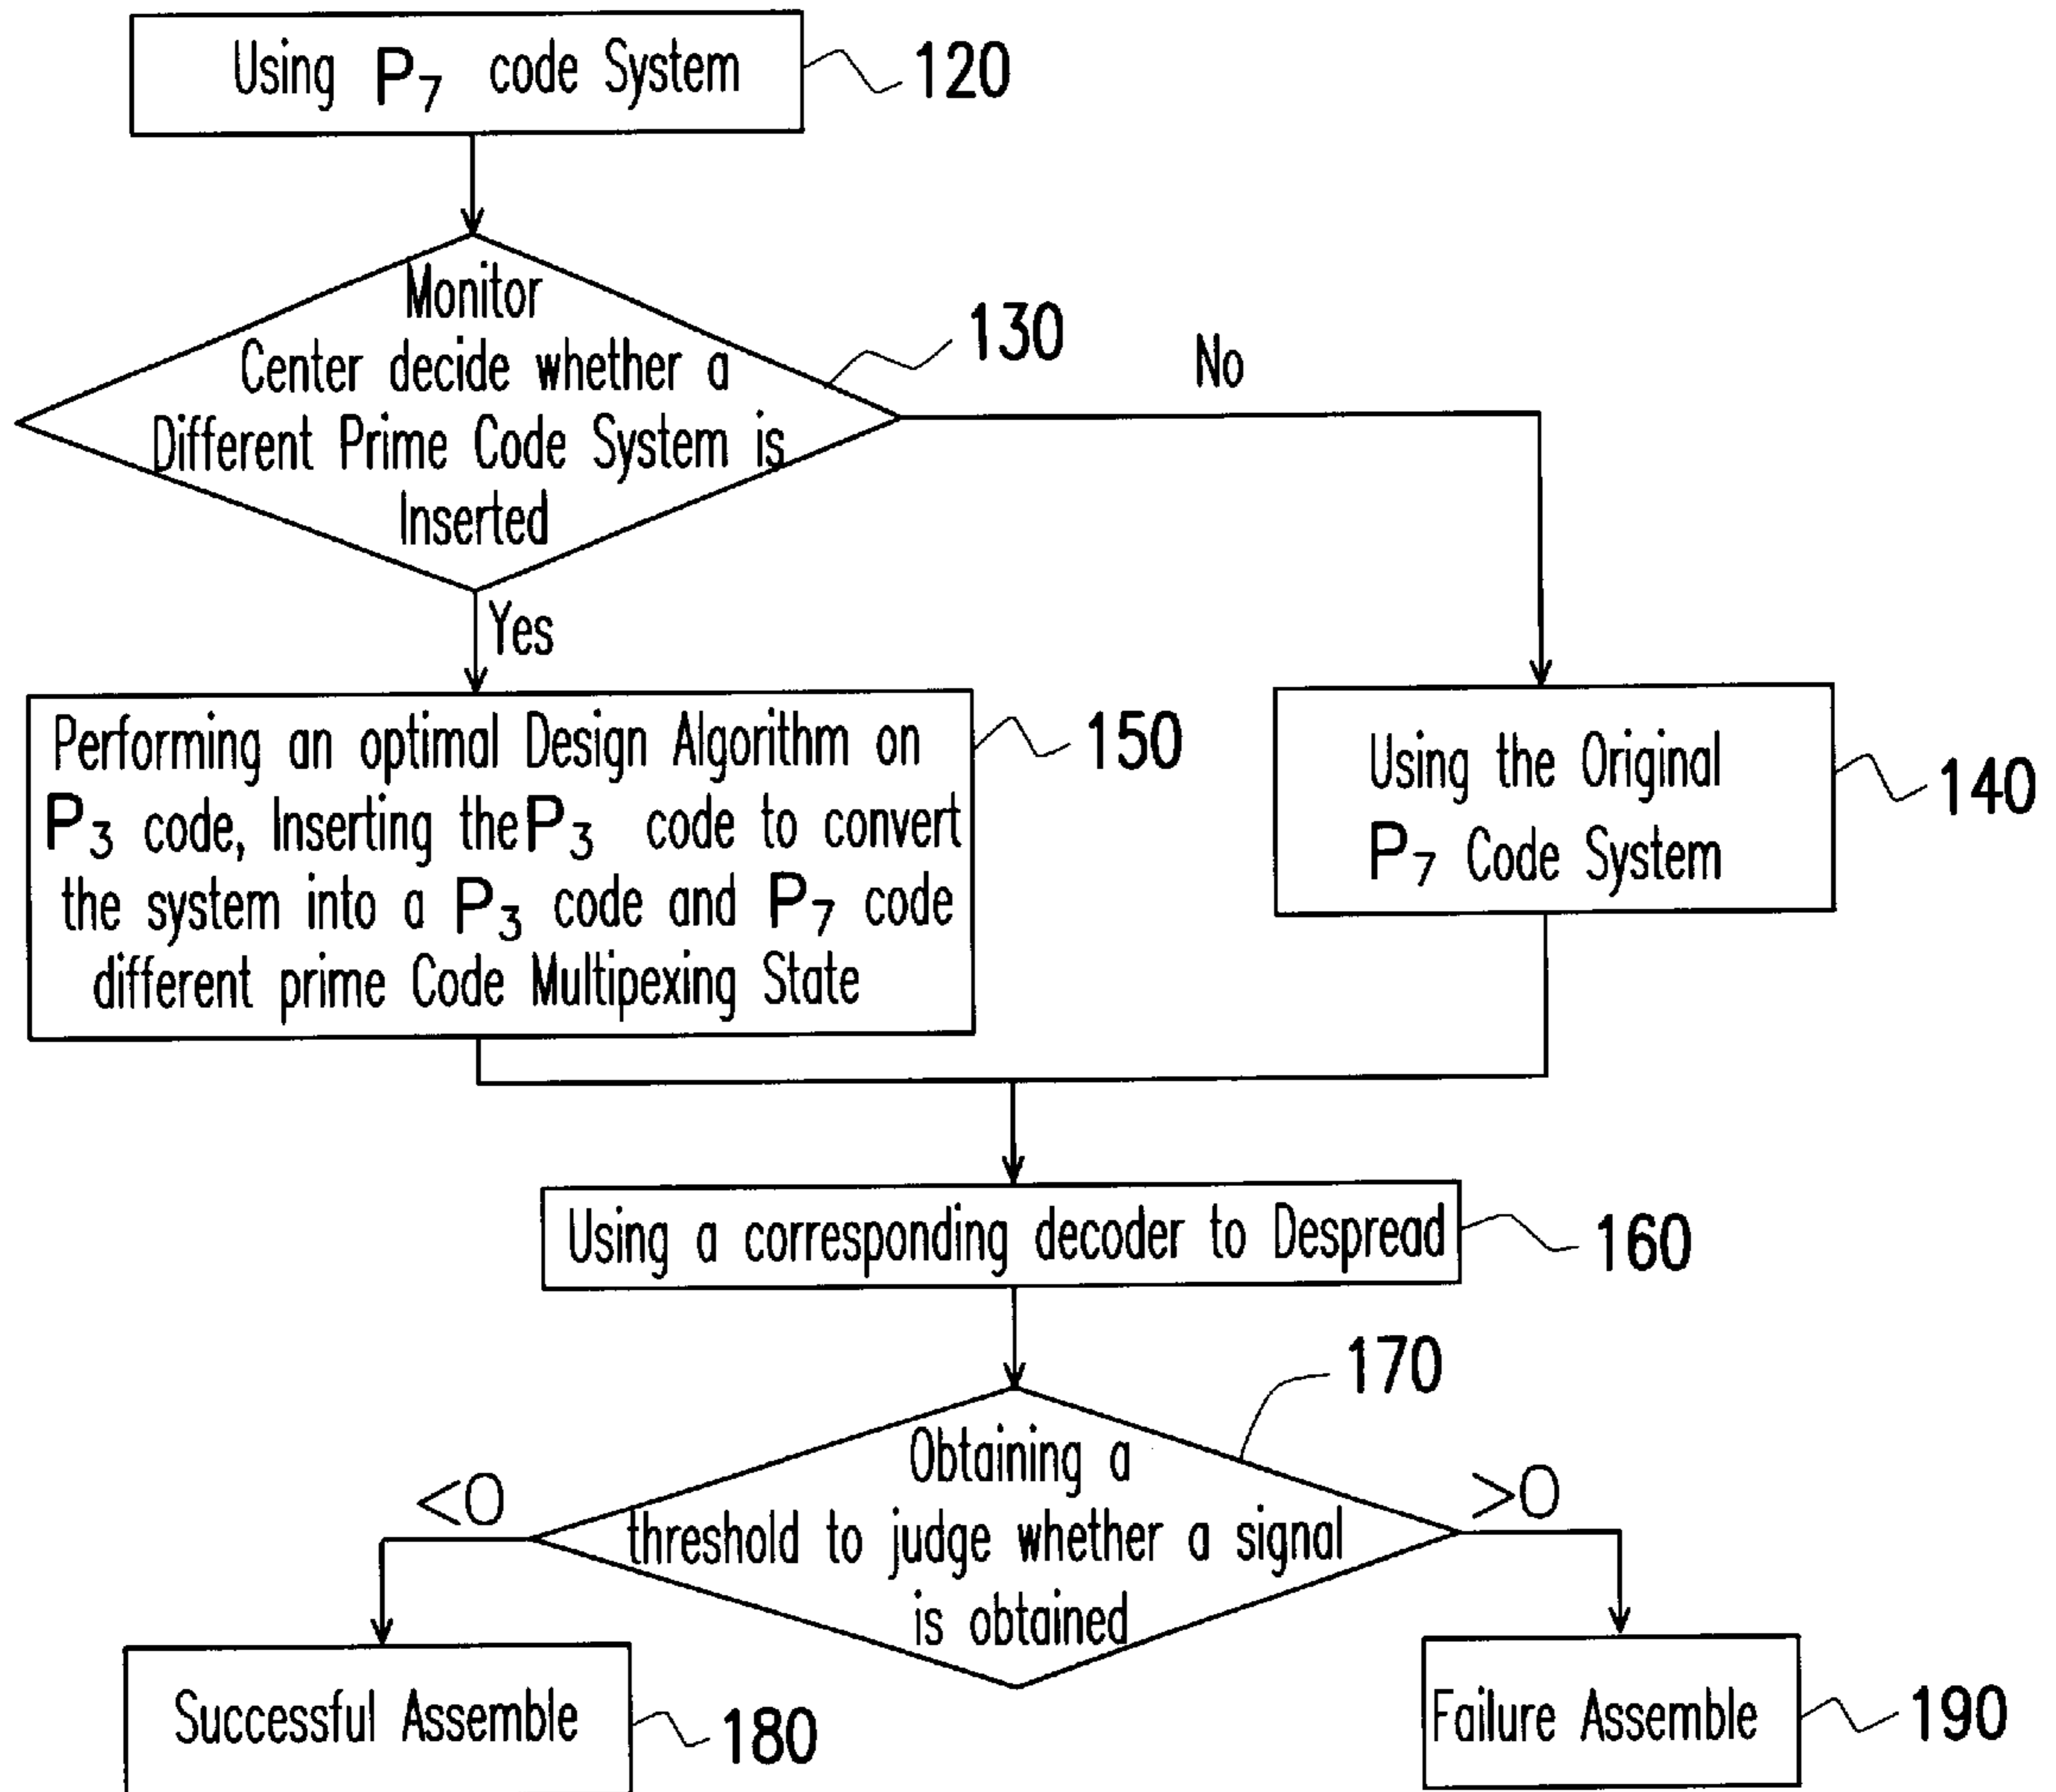 Using P7 code System
120
Monitor
Center decide whether a
Different Prime Code System is
Inserted
130
No
Yes
Performing an optimal Design Algorithm on
P3 code, Inserting the P3 code to convert
the system into a P3 code and P7 code
different prime Code Multipexing State
150
Using the Original
P7 Code System
140
Using a corresponding decoder to Despread
160
170
Obtaining a
threshold to judge whether a signal
is obtained
<0
>0
Successful Assemble
180
Failure Assemble
190